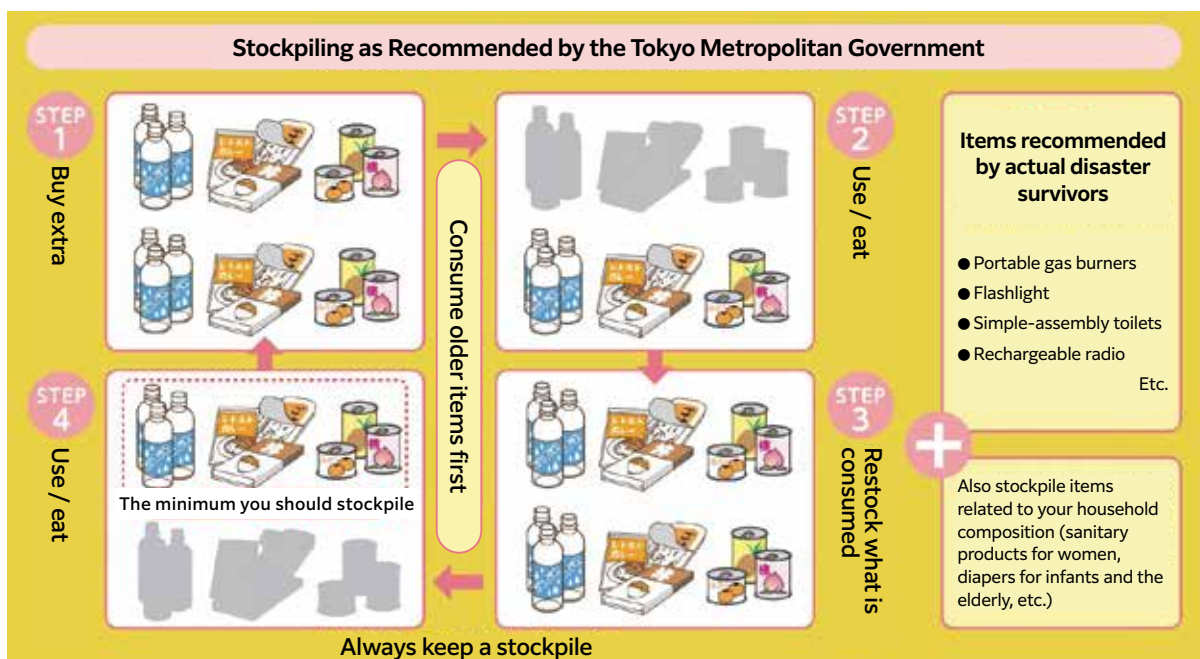 Stockpiling as Recommended by the Tokyo Metropolitan Government
STEP
1
Buy extra
STEP
2
Use / eat
Consume older items first
STEP
3
Restock what is
consumed
STEP
4
Use / eat
The minimum you should stockpile
Always keep a stockpile
Items recommended
by actual disaster
survivors
● Portable gas burners
● Flashlight
● Simple-assembly toilets
● Rechargeable radio
Etc.
+
Also stockpile items
related to your household
composition (sanitary
products for women,
diapers for infants and the
elderly, etc.)